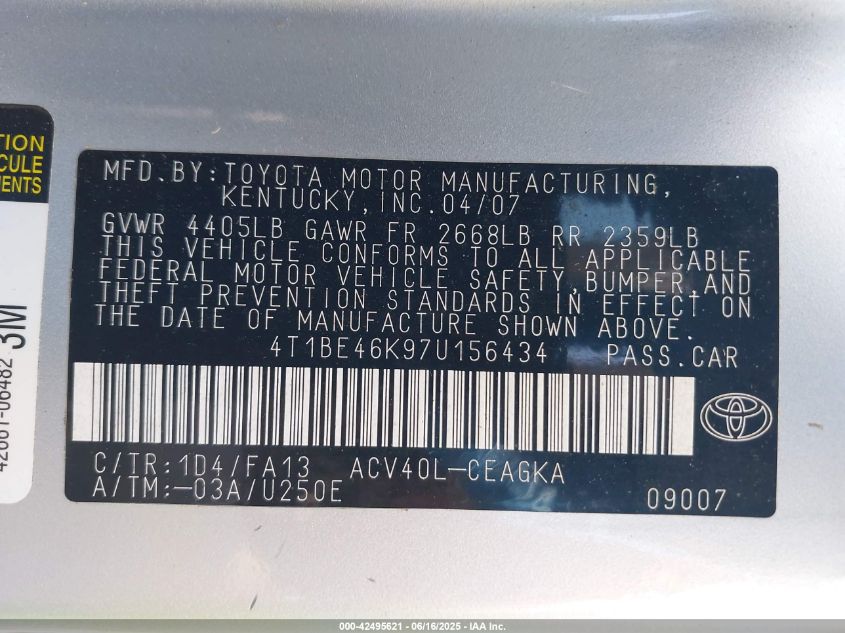 TION
CULE
ENTS
3M
42661-06482
MFD.BY:TOYOTA MOTOR MANUFACTURING,
KENTUCKY,INC.04/07
GVWR 4405LB GAWR FR 2668LB RR 2359LB
THIS VEHICLE CONFORMS TO ALL APPLICABLE
FEDERAL MOTOR VEHICLE SAFETY,BUMPER,AND
THEFT PREVENTION STANDARDS IN EFFECT ON
THE DATE OF MANUFACTURE SHOWN ABOVE.
4T1BE46K97U156434 PASS.CAR
C/TR:1D4/FA13 ACV40L-CEAGKA
A/TM:-03A/U250E
09007
000-42495621 - 06/16/2025 - IAA Inc.